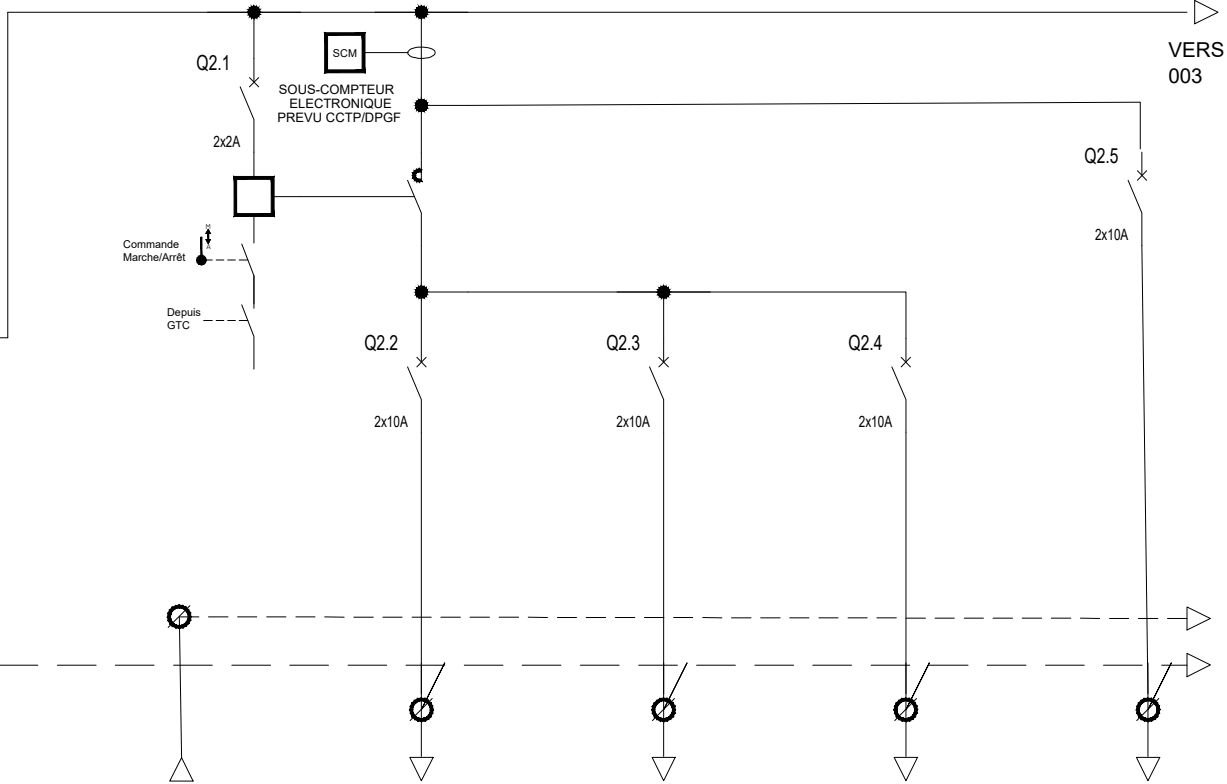 VERS
003
SCM
SOUS-COMPTEUR
ELECTRONIQUE
PREVU CCTP/DPGF
Q2.1
2x2A
Commande
Marche/Arrêt
Depuis
GTC
Q2.2
2x10A
Q2.3
2x10A
Q2.4
2x10A
Q2.5
2x10A